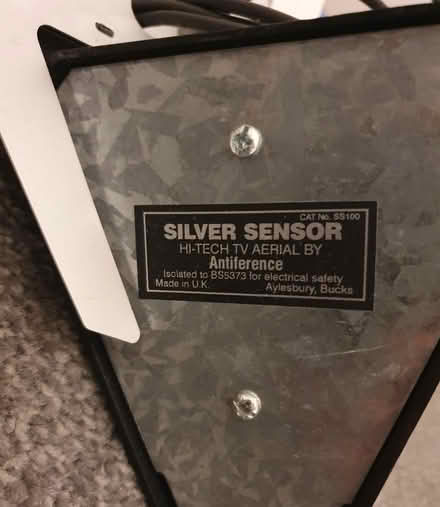 CAT No. SS100
SILVER SENSOR
HI-TECH TV AERIAL BY
Antiference
Isolated to BS5373 for electrical safety
Made in U.K. Aylesbury, Bucks